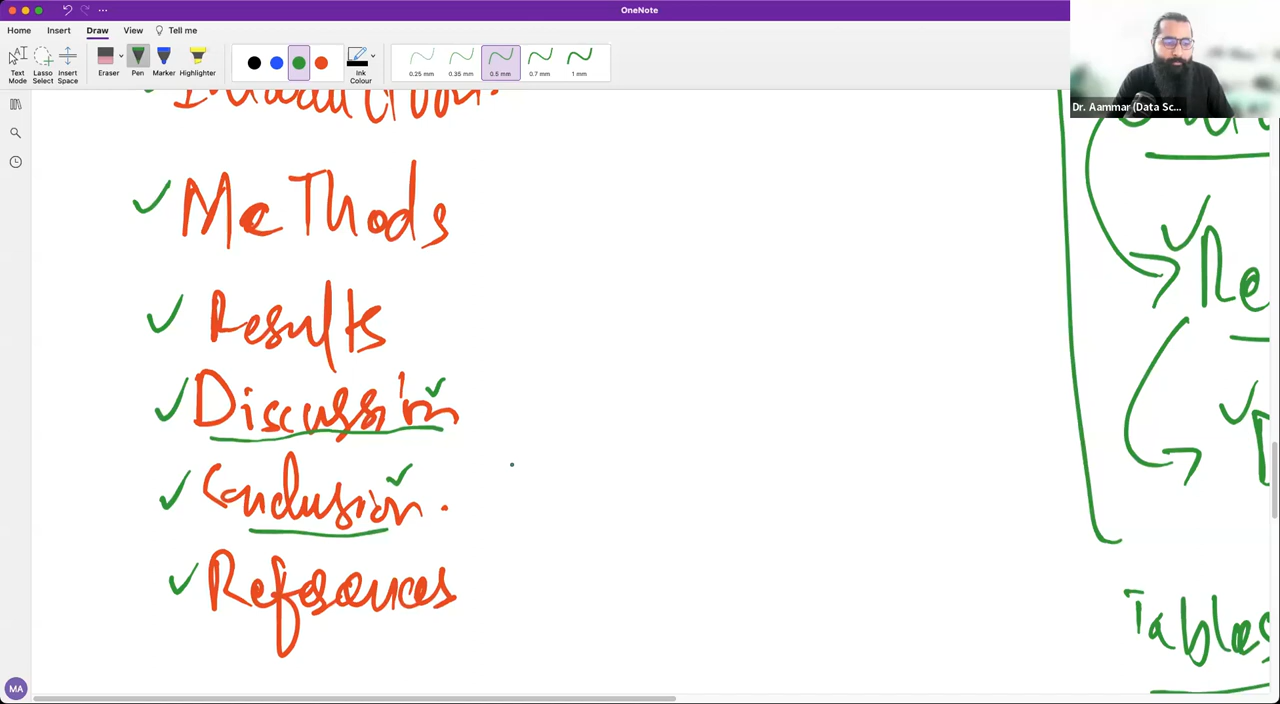 OneNote
Home Insert Draw View Tell me
Text Mode
Lasso Select
Insert Space
Eraser
Pen
Marker
Highlighter
Ink Colour
0.25 mm
0.35 mm
0.5 mm
0.7 mm
1 mm
Dr. Aammar (Data Sc...
Introduction.
Methods
Results
Discussion
Conclusion.
References
Re
Tables
MA